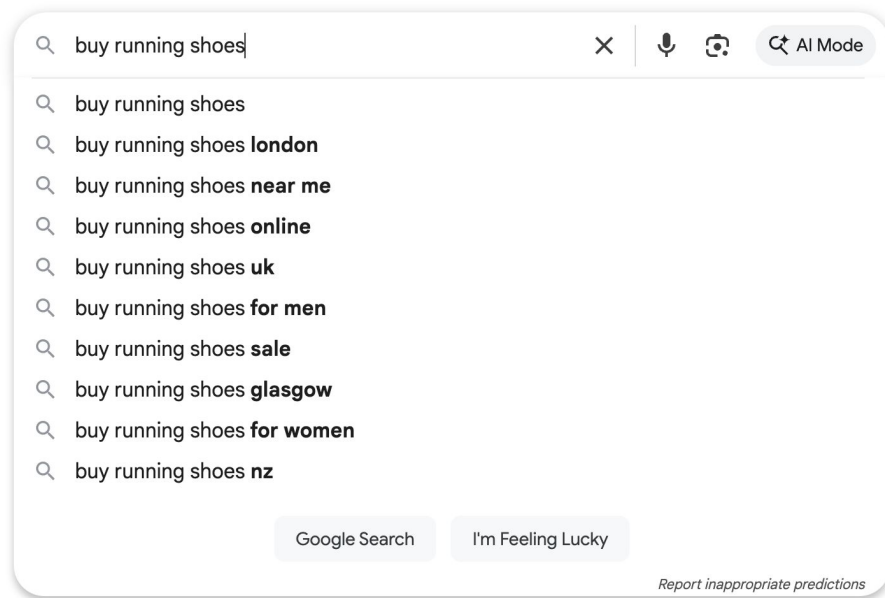 buy running shoes
AI Mode
buy running shoes
buy running shoes london
buy running shoes near me
buy running shoes online
buy running shoes uk
buy running shoes for men
buy running shoes sale
buy running shoes glasgow
buy running shoes for women
buy running shoes nz
Google Search
I'm Feeling Lucky
Report inappropriate predictions